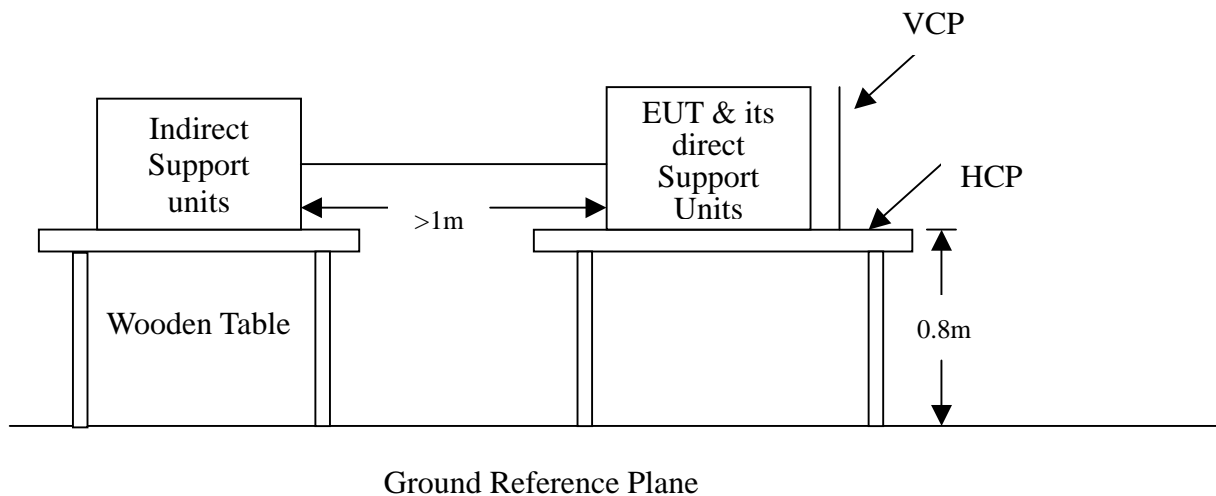 VCP
Indirect
Support
units
EUT & its
direct
Support
Units
HCP
>1m
Wooden Table
0.8m
Ground Reference Plane